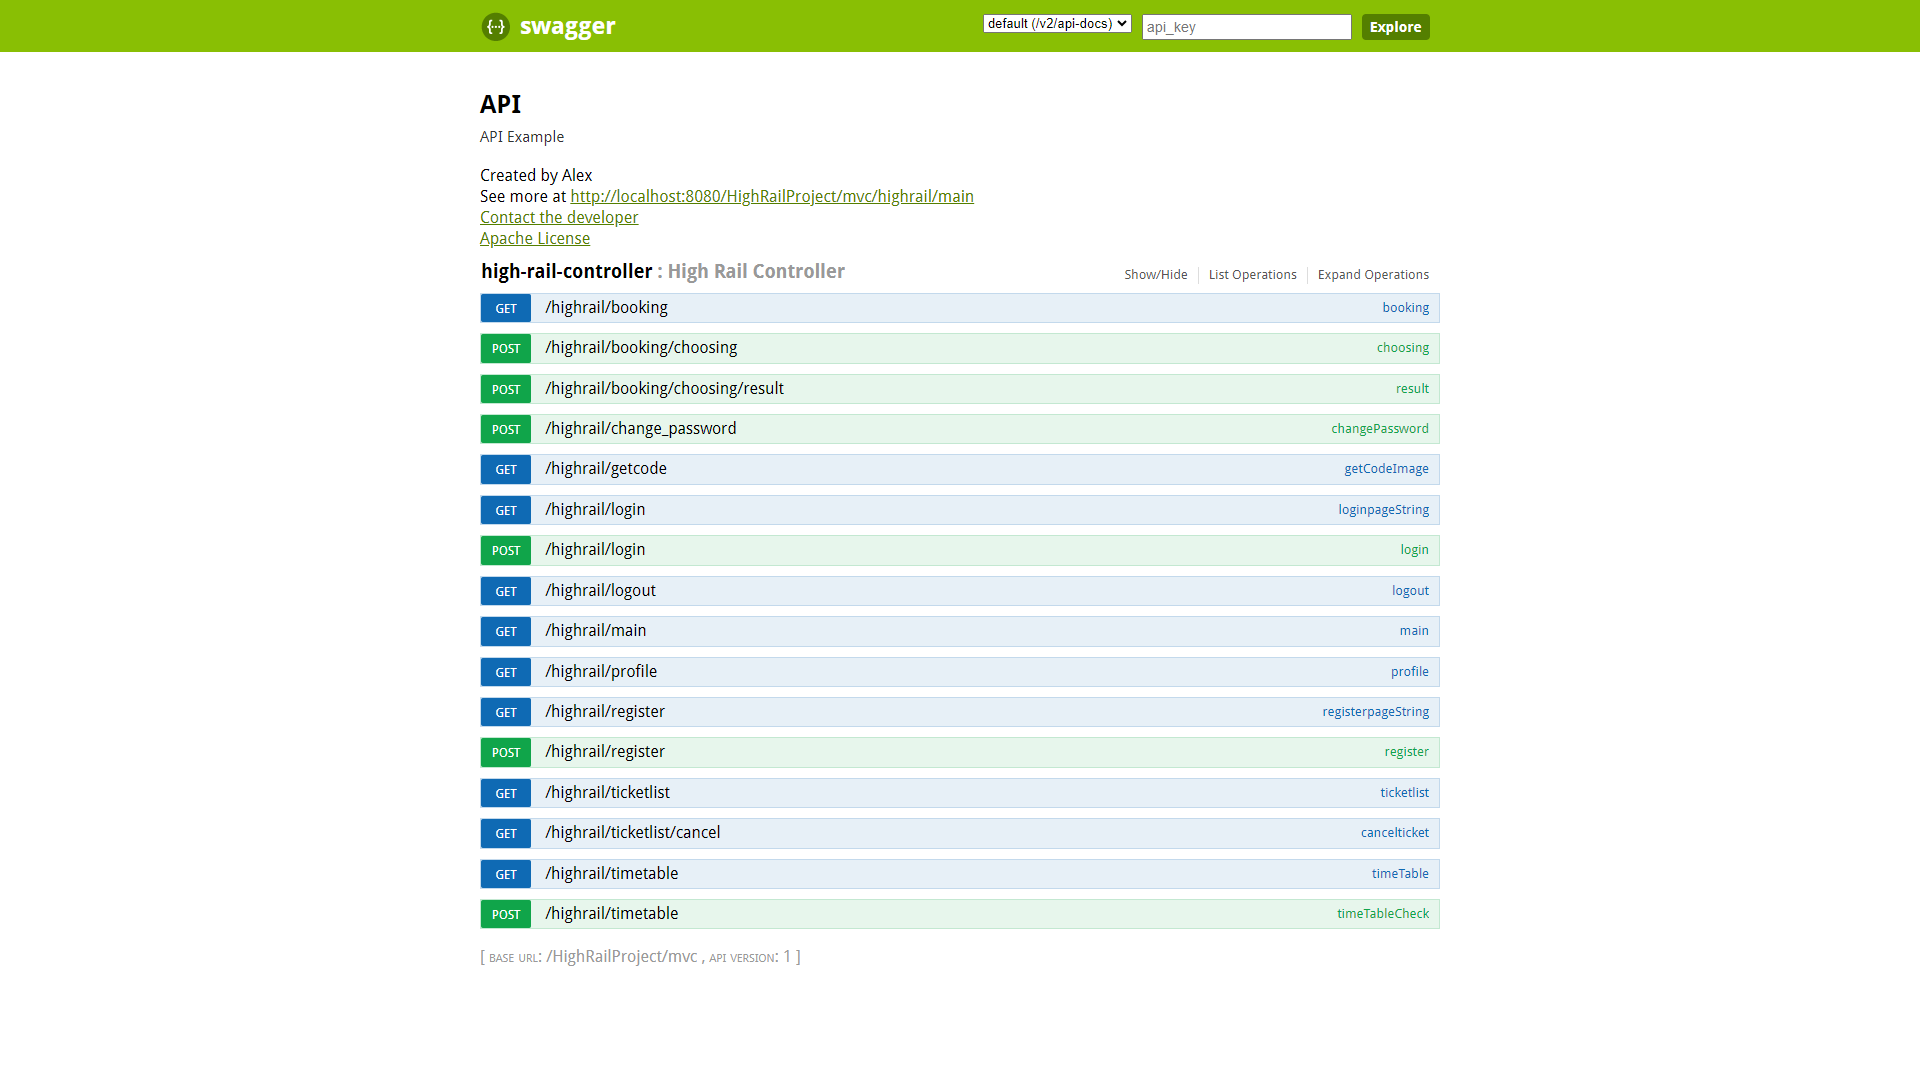 {···} swagger default (/v2/api-docs) api_key Explore
API
API Example
Created by Alex
See more at http://localhost:8080/HighRailProject/mvc/highrail/main
Contact the developer
Apache License
high-rail-controller : High Rail Controller Show/Hide List Operations Expand Operations
GET /highrail/booking booking
POST /highrail/booking/choosing choosing
POST /highrail/booking/choosing/result result
POST /highrail/change_password changePassword
GET /highrail/getcode getCodeImage
GET /highrail/login loginpageString
POST /highrail/login login
GET /highrail/logout logout
GET /highrail/main main
GET /highrail/profile profile
GET /highrail/register registerpageString
POST /highrail/register register
GET /highrail/ticketlist ticketlist
GET /highrail/ticketlist/cancel cancelticket
GET /highrail/timetable timeTable
POST /highrail/timetable timeTableCheck
[ BASE URL: /HighRailProject/mvc , API VERSION: 1 ]